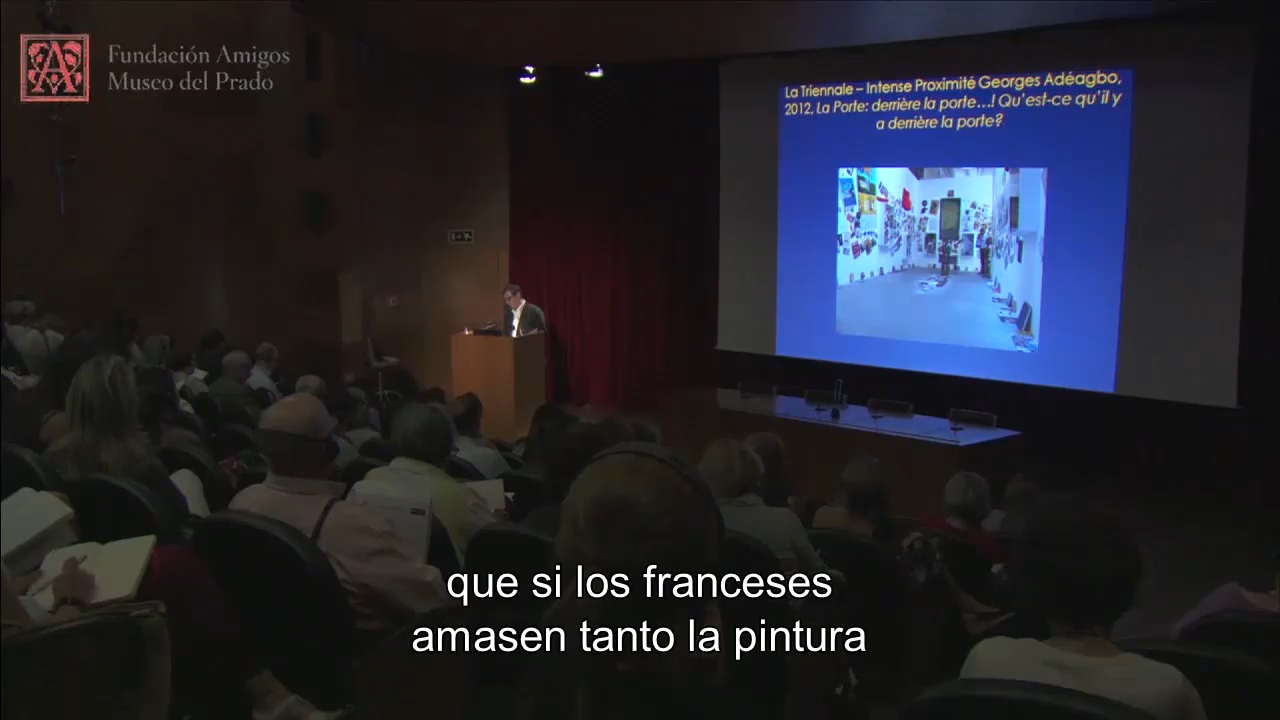 Fundación Amigos
Museo del Prado
La Triennale – Intense Proximité Georges Adéagbo,
2012, La Porte: derrière la porte...! Qu'est-ce qu'il y
a derrière la porte?
que si los franceses
amasen tanto la pintura